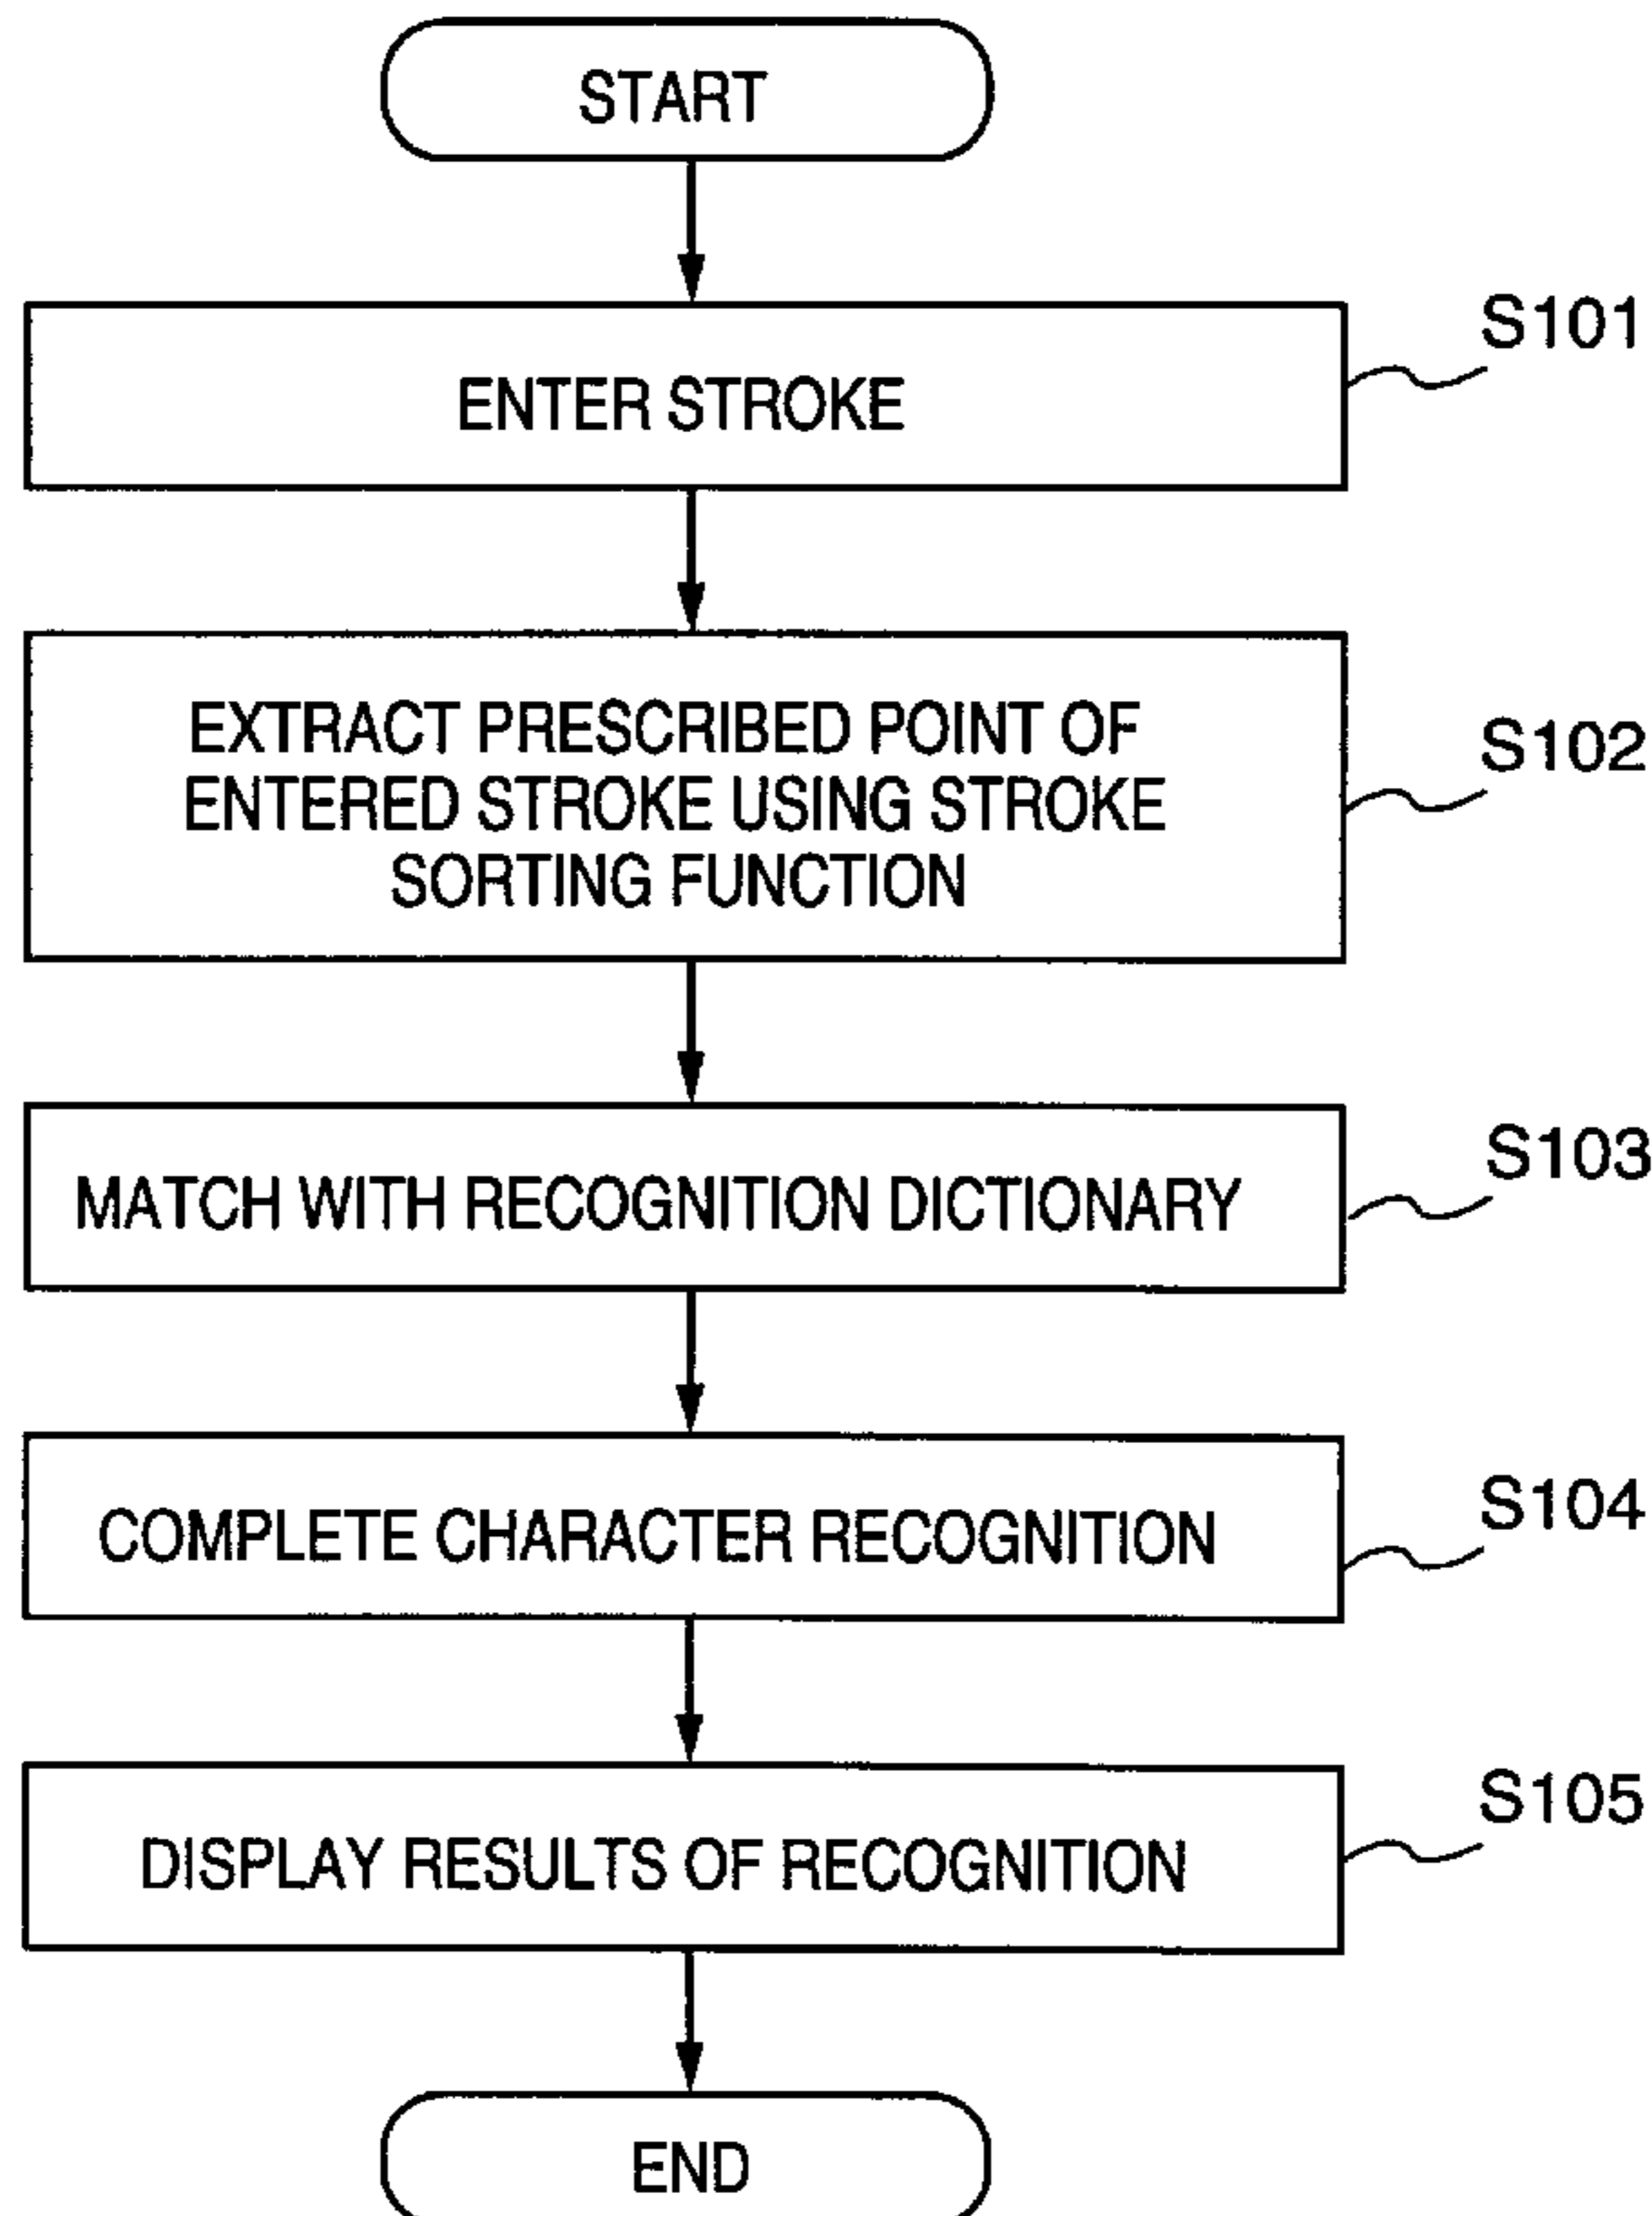 START
S101
ENTER STROKE
S102
EXTRACT PRESCRIBED POINT OF
ENTERED STROKE USING STROKE
SORTING FUNCTION
S103
MATCH WITH RECOGNITION DICTIONARY
S104
COMPLETE CHARACTER RECOGNITION
S105
DISPLAY RESULTS OF RECOGNITION
END